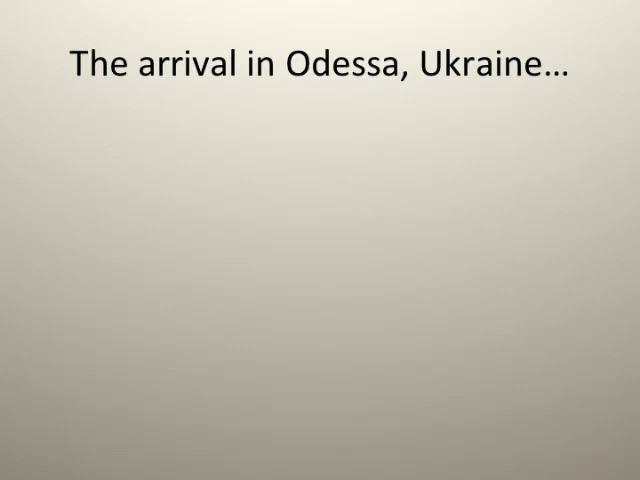 The arrival in Odessa, Ukraine…